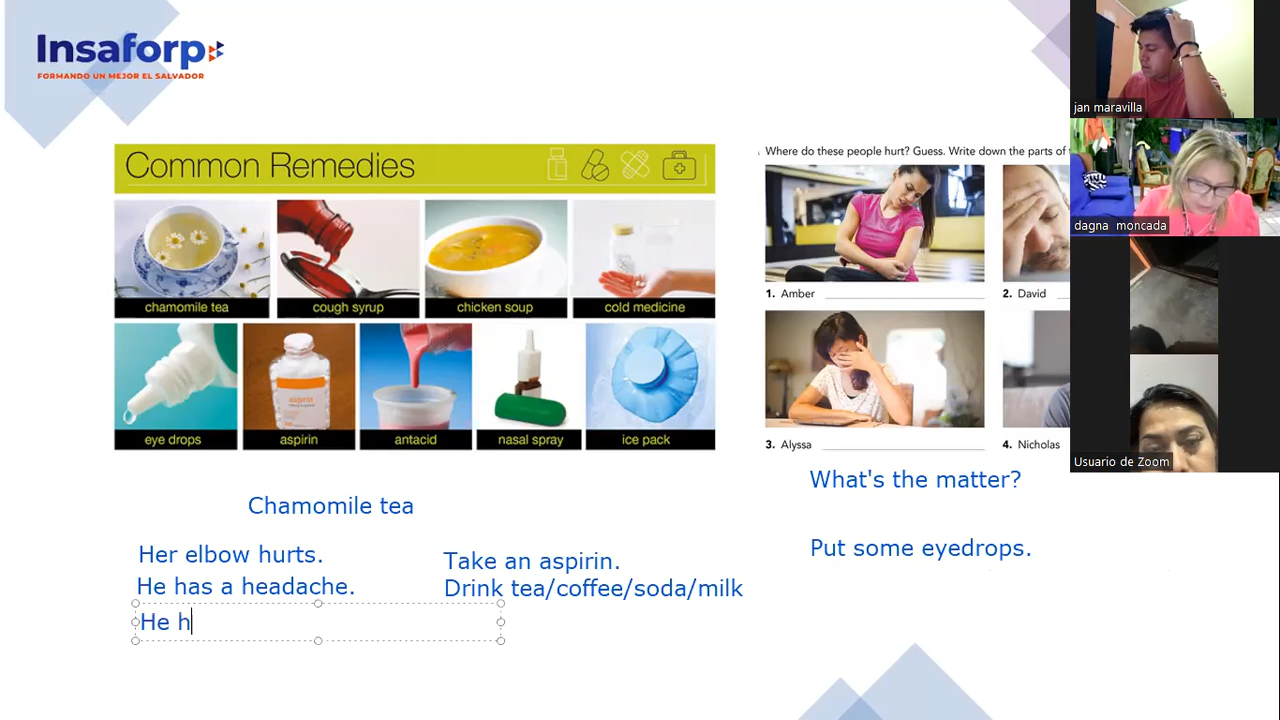 Insaforp
FORMANDO UN MEJOR EL SALVADOR
Common Remedies
chamomile tea
cough syrup
chicken soup
cold medicine
eye drops
aspirin
aspirin
antacid
nasal spray
ice pack
Where do these people hurt? Guess. Write down the parts of
1. Amber
2. David
3. Alyssa
4. Nicholas
What's the matter?
Put some eyedrops.
Chamomile tea
Her elbow hurts.
He has a headache.
He h
Take an aspirin.
Drink tea/coffee/soda/milk
jan maravilla
dagna moncada
Usuario de Zoom